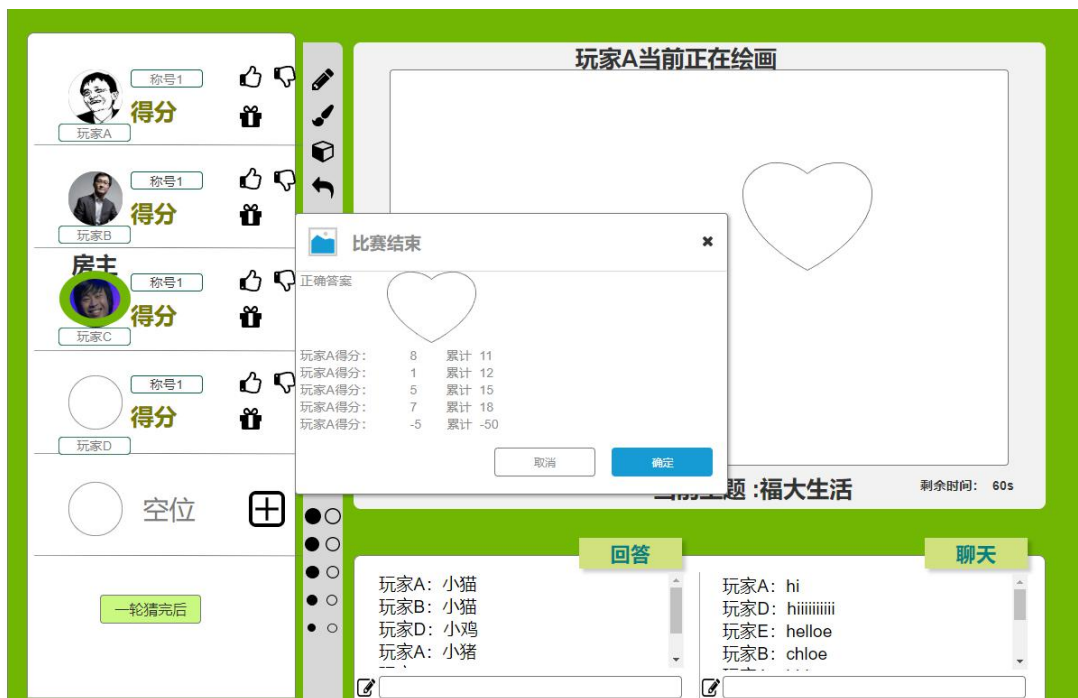 玩家A当前正在绘画
称号1
得分
玩家A
称号1
得分
玩家B
房主
称号1
得分
玩家C
称号1
得分
玩家D
空位
一轮猜完后
比赛结束
正确答案
玩家A得分： 8 累计 11
玩家A得分： 1 累计 12
玩家A得分： 5 累计 15
玩家A得分： 7 累计 18
玩家A得分： -5 累计 -50
取消
确定
当前主题 :福大生活
剩余时间： 60s
回答
玩家A：小猫
玩家B：小猫
玩家D：小鸡
玩家A：小猪
聊天
玩家A：hi
玩家D：hiiiiiiiiii
玩家E：helloe
玩家B：chloe